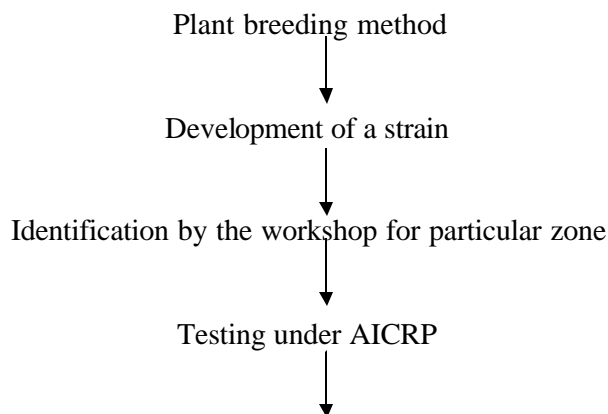 Plant breeding method
Development of a strain
Identification by the workshop for particular zone
Testing under AICRP